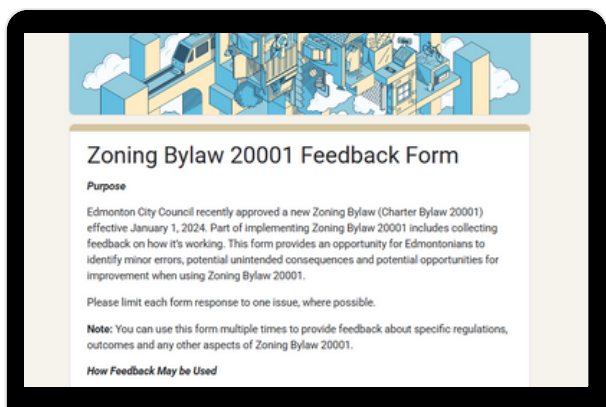 Zoning Bylaw 20001 Feedback Form
Purpose
Edmonton City Council recently approved a new Zoning Bylaw (Charter Bylaw 20001)
effective January 1, 2024. Part of implementing Zoning Bylaw 20001 includes collecting
feedback on how it's working. This form provides an opportunity for Edmontonians to
identify minor errors, potential unintended consequences and potential opportunities for
improvement when using Zoning Bylaw 20001.
Please limit each form response to one issue, where possible.
Note: You can use this form multiple times to provide feedback about specific regulations,
outcomes and any other aspects of Zoning Bylaw 20001.
How Feedback May be Used